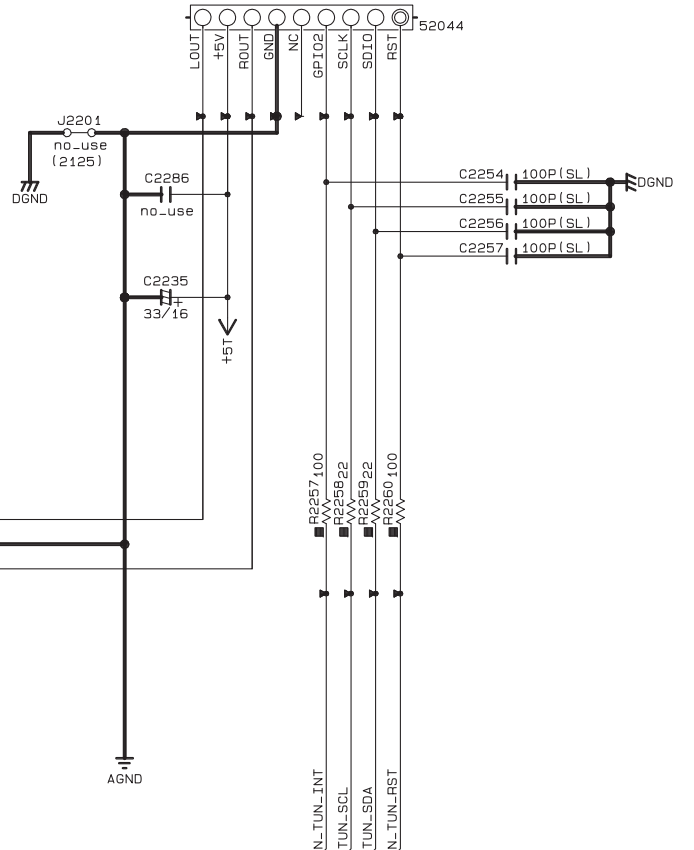 52044
LOUT
+5V
ROUT
GND
NC
GPIO2
SCLK
SDIO
RST
J2201
no_use
(2125)
DGND
C2286
no_use
C2235
+
33/16
+5T
C2254 100P(SL)
DGND
C2255 100P(SL)
C2256 100P(SL)
C2257 100P(SL)
R2257 100
R2258 22
R2259 22
R2260 100
AGND
N_TUN_INT
TUN_SCL
TUN_SDA
N_TUN_RST